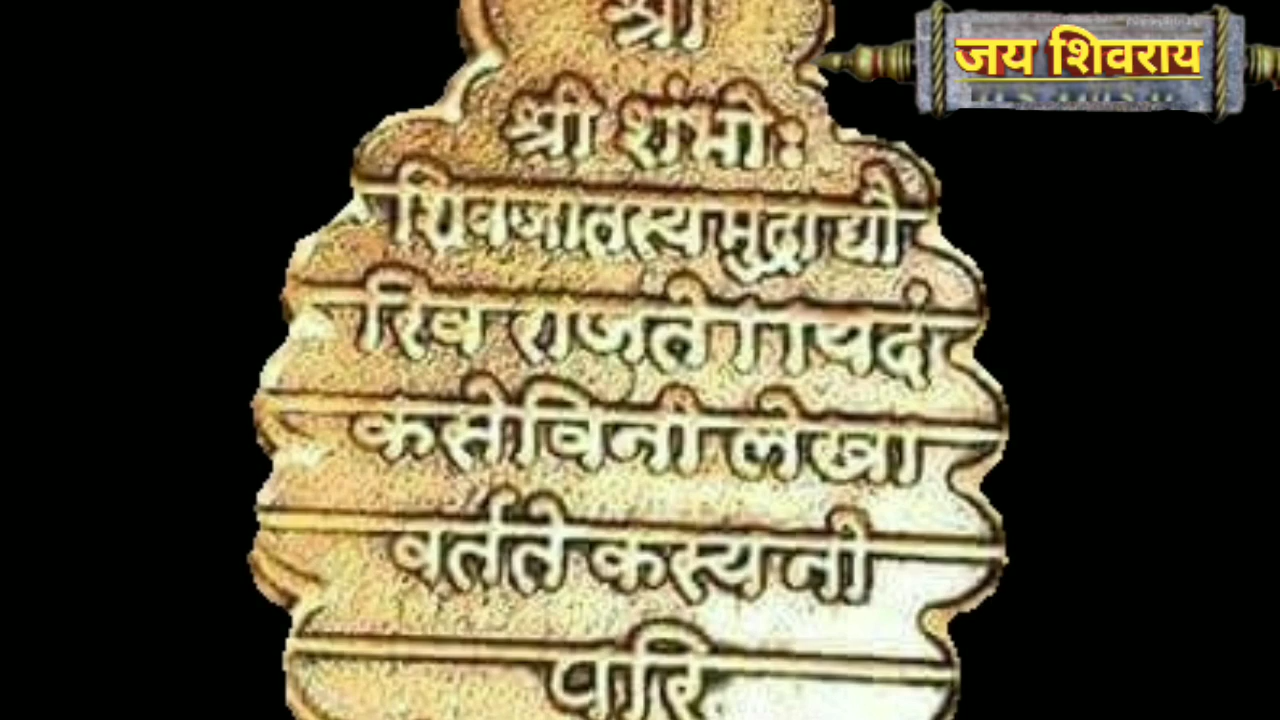 श्री
जय शिवराय
श्री शंभो:
शिवजातस्य मुद्रा द्यौ
रिव राजते । यदं
कसेविनो लेखा
वर्तते कस्य नो
परि